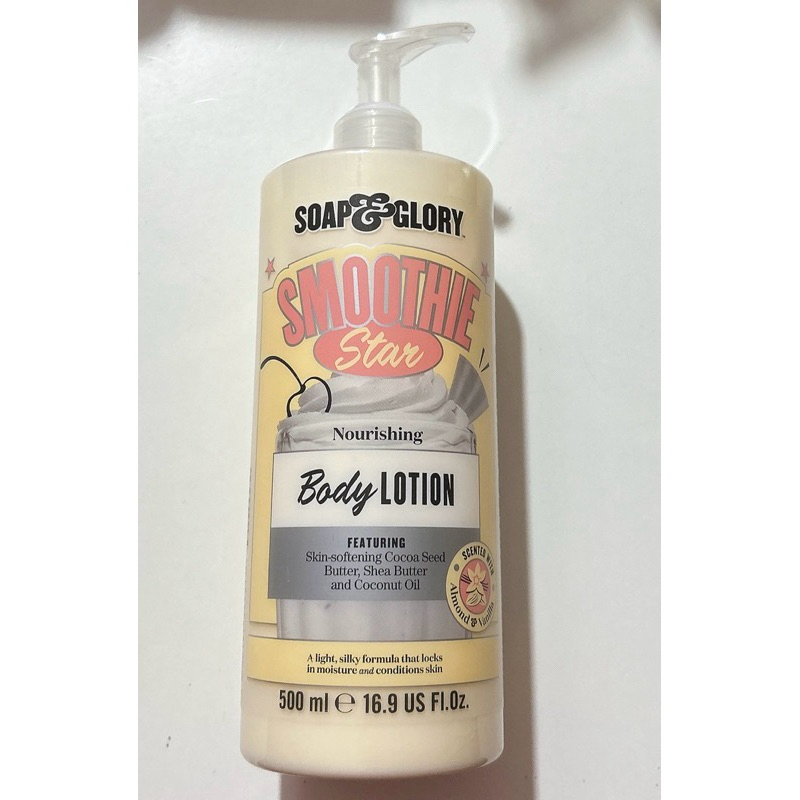 SOAP&GLORY™
SMOOTHIE
Star
Nourishing
Body LOTION
FEATURING
Skin-softening Cocoa Seed
Butter, Shea Butter
and Coconut Oil
SCENTED WITH
Almond & Vanilla
A light, silky formula that locks
in moisture and conditions skin
500 ml ℮ 16.9 US Fl.Oz.